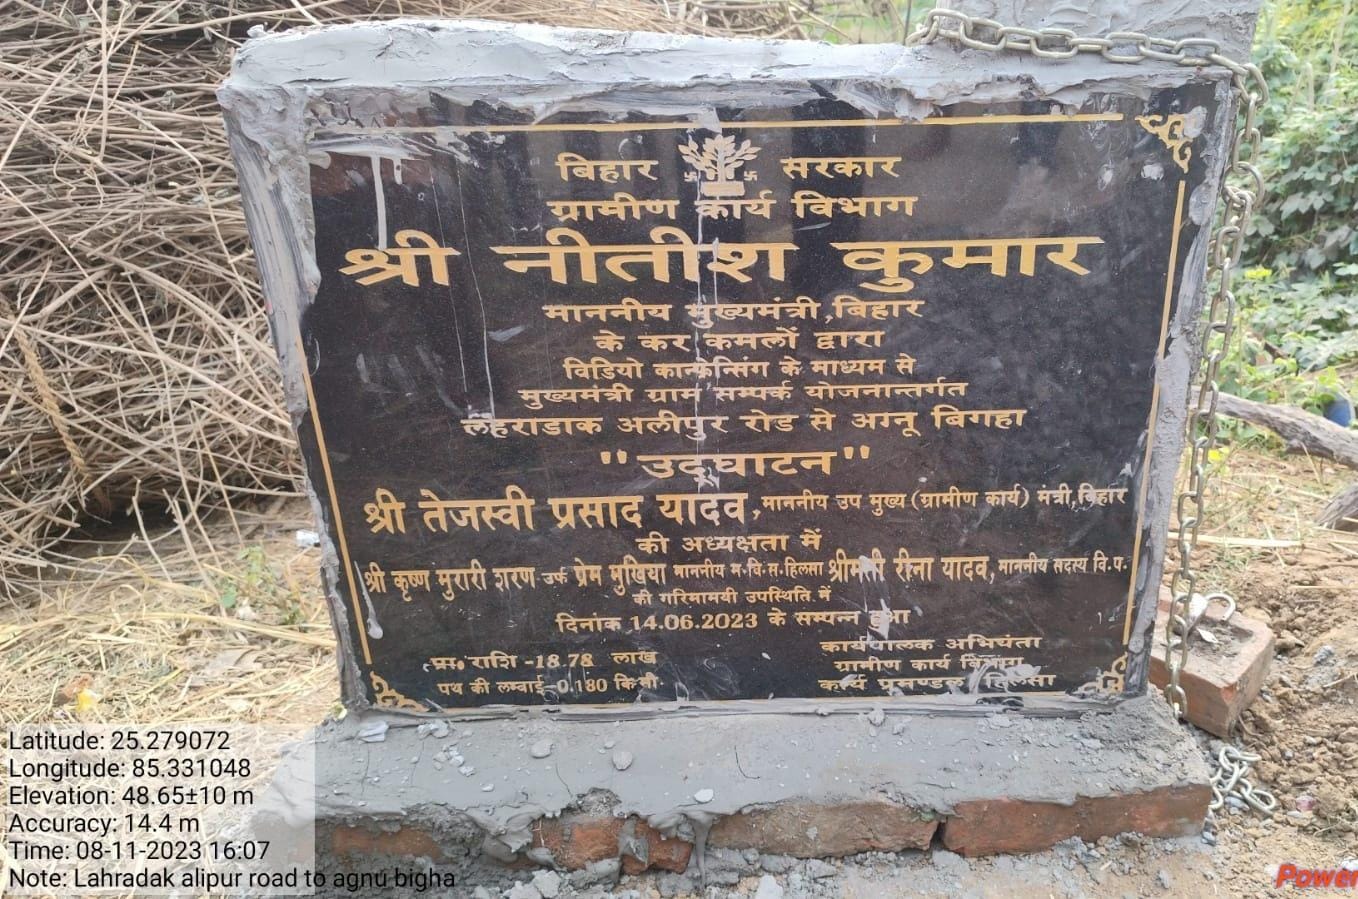 बिहार सरकार
ग्रामीण कार्य विभाग
श्री नीतीश कुमार
माननीय मुख्यमंत्री, बिहार
के कर कमलों द्वारा
विडियो कान्फ्रेन्सिंग के माध्यम से
मुख्यमंत्री ग्राम सम्पर्क योजनान्तर्गत
लहराडाक अलीपुर रोड से अग्नू बिगहा
"उद्घाटन"
श्री तेजस्वी प्रसाद यादव, माननीय उप मुख्य (ग्रामीण कार्य) मंत्री, बिहार
की अध्यक्षता में
श्री कृष्ण मुरारी शरण उर्फ प्रेम मुखिया माननीय स.वि.स. हिलसा श्रीमती रीना यादव, माननीय सदस्य वि.प.
की गरिमामयी उपस्थिति में
दिनांक 14.06.2023 के सम्पन्न हुआ
प्रा० राशि -18.78 लाख
पथ की लम्बाई-0.180 कि.मी.
कार्यपालक अभियंता
ग्रामीण कार्य विभाग
कार्य प्रमण्डल, हिलसा
Latitude: 25.279072
Longitude: 85.331048
Elevation: 48.65±10 m
Accuracy: 14.4 m
Time: 08-11-2023 16:07
Note: Lahradak alipur road to agnu bigha
Power